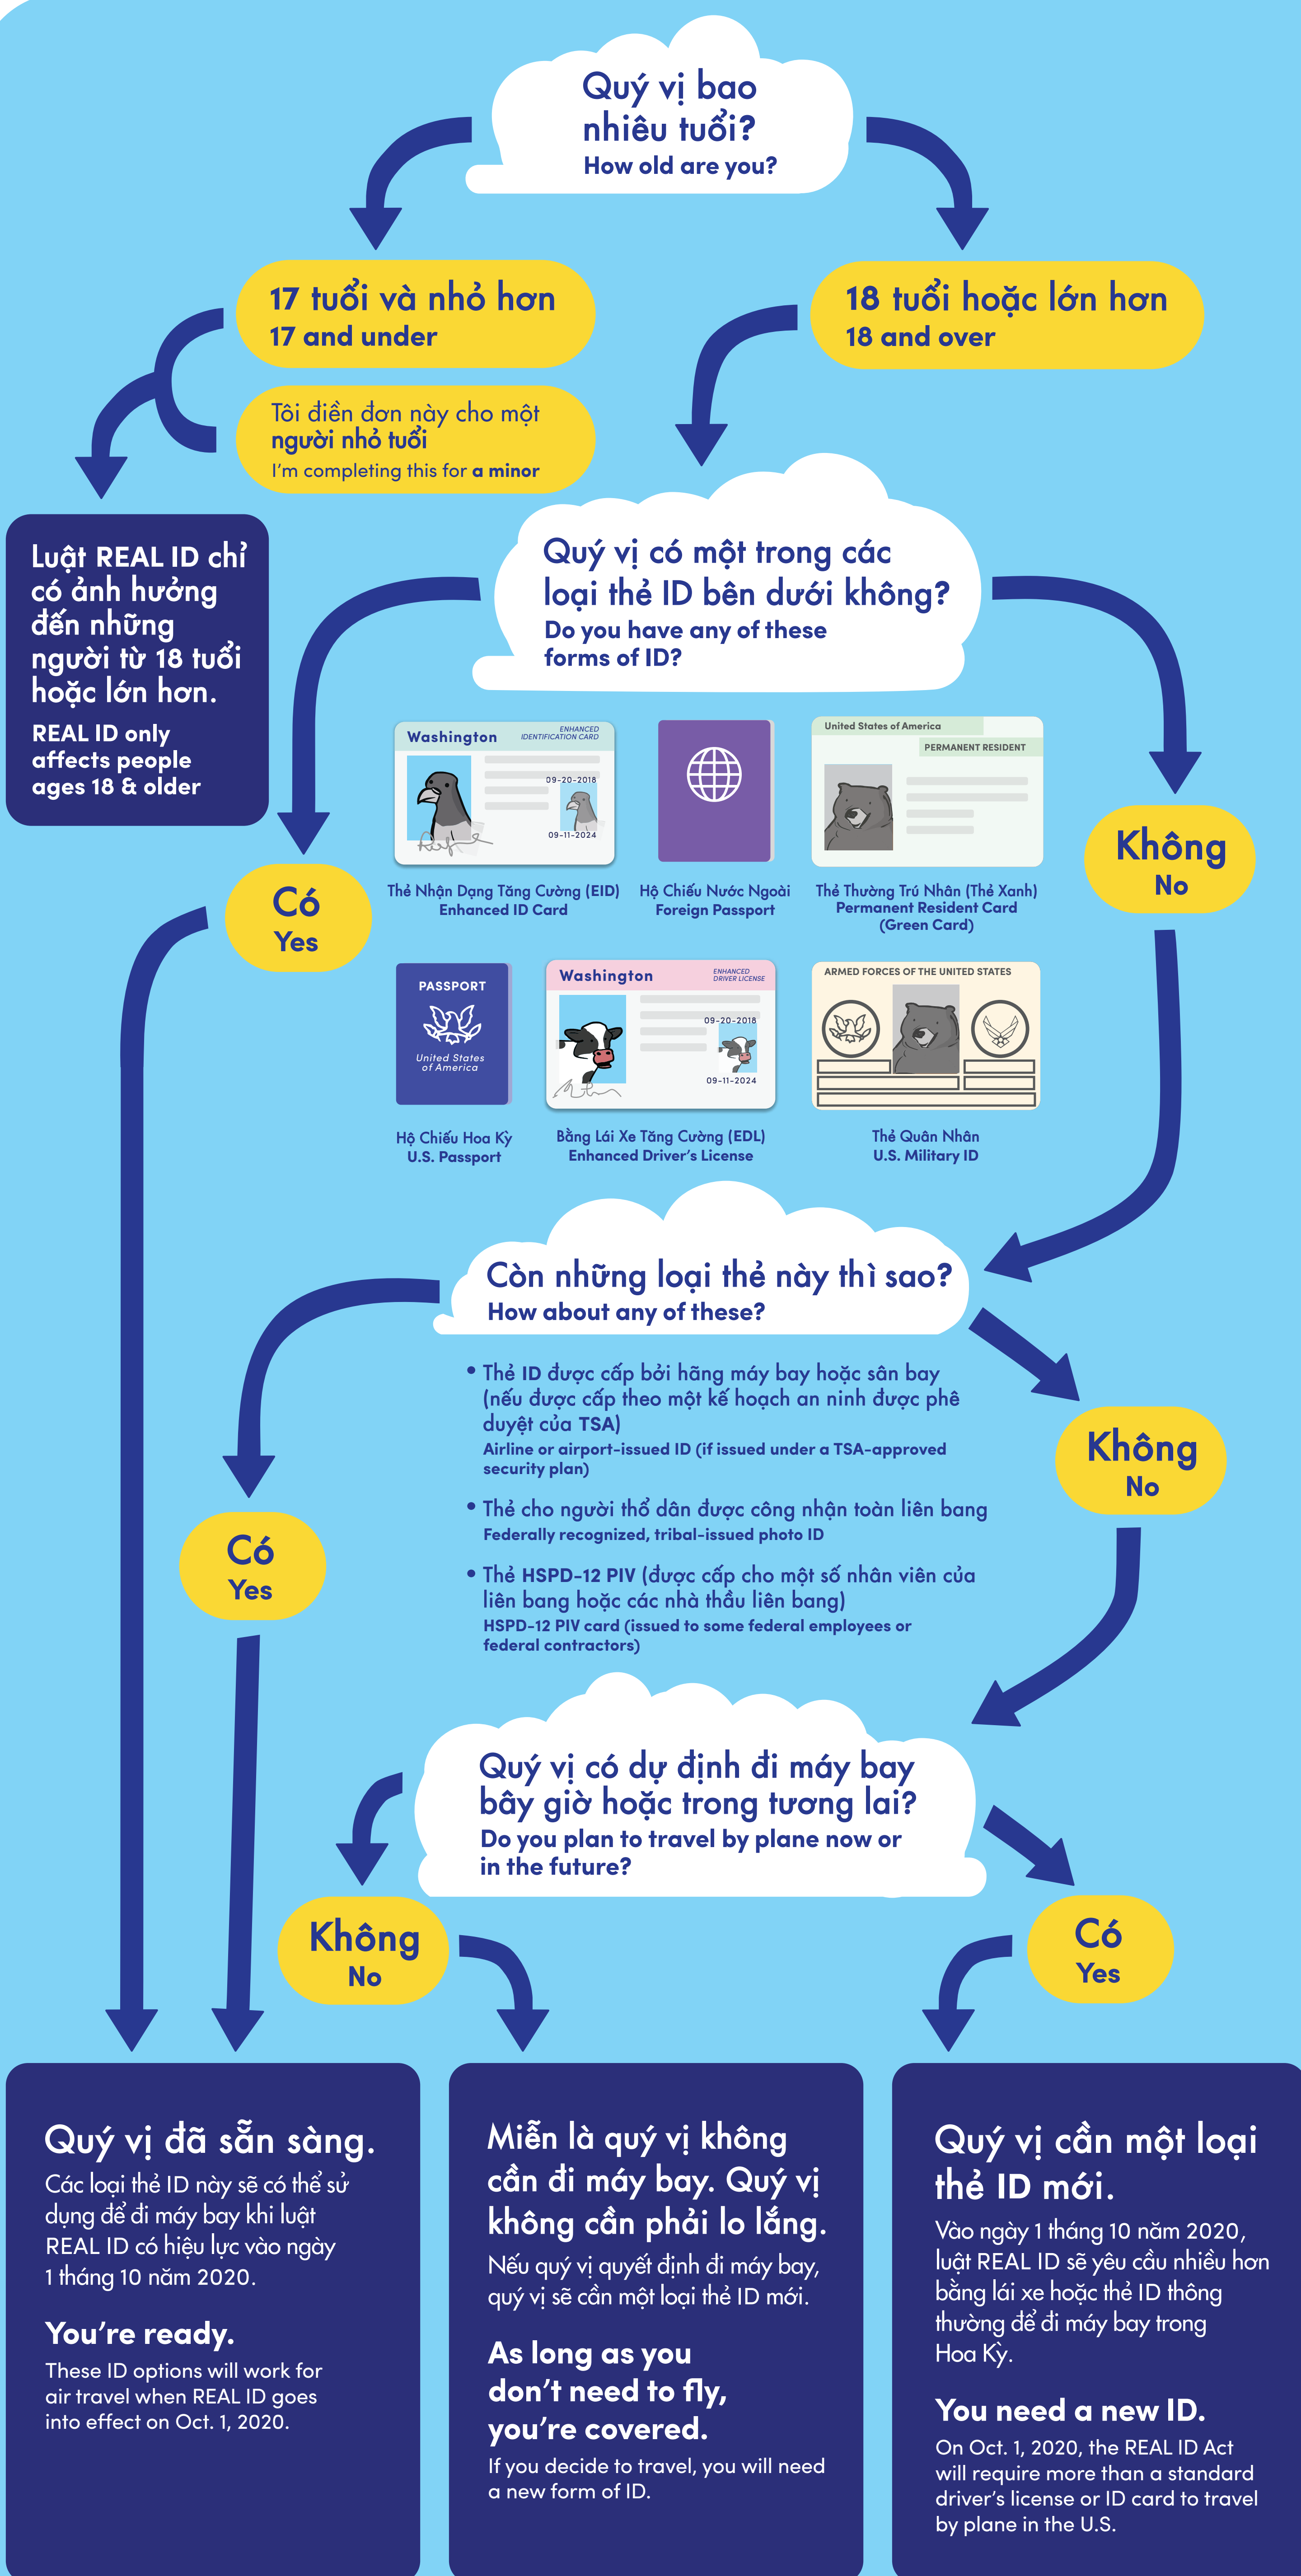 Quý vị bao
nhiêu tuổi?
How old are you?
17 tuổi và nhỏ hơn
17 and under
18 tuổi hoặc lớn hơn
18 and over
Tôi điền đơn này cho một
người nhỏ tuổi
I'm completing this for a minor
Luật REAL ID chỉ
có ảnh hưởng
đến những
người từ 18 tuổi
hoặc lớn hơn.
REAL ID only
affects people
ages 18 & older
Quý vị có một trong các
loại thẻ ID bên dưới không?
Do you have any of these
forms of ID?
Washington
ENHANCED
IDENTIFICATION CARD
09-20-2018
09-11-2024
United States of America
PERMANENT RESIDENT
Thẻ Nhận Dạng Tăng Cường (EID)
Enhanced ID Card
Hộ Chiếu Nước Ngoài
Foreign Passport
Thẻ Thường Trú Nhân (Thẻ Xanh)
Permanent Resident Card
(Green Card)
Có
Yes
Không
No
PASSPORT
United States
of America
Washington
ENHANCED
DRIVER LICENSE
09-20-2018
09-11-2024
ARMED FORCES OF THE UNITED STATES
Hộ Chiếu Hoa Kỳ
U.S. Passport
Bằng Lái Xe Tăng Cường (EDL)
Enhanced Driver's License
Thẻ Quân Nhân
U.S. Military ID
Còn những loại thẻ này thì sao?
How about any of these?
• Thẻ ID được cấp bởi hãng máy bay hoặc sân bay
(nếu được cấp theo một kế hoạch an ninh được phê
duyệt của TSA)
Airline or airport-issued ID (if issued under a TSA-approved
security plan)
• Thẻ cho người thổ dân được công nhận toàn liên bang
Federally recognized, tribal-issued photo ID
• Thẻ HSPD-12 PIV (được cấp cho một số nhân viên của
liên bang hoặc các nhà thầu liên bang)
HSPD-12 PIV card (issued to some federal employees or
federal contractors)
Không
No
Có
Yes
Quý vị có dự định đi máy bay
bây giờ hoặc trong tương lai?
Do you plan to travel by plane now or
in the future?
Không
No
Có
Yes
Quý vị đã sẵn sàng.
Các loại thẻ ID này sẽ có thể sử
dụng để đi máy bay khi luật
REAL ID có hiệu lực vào ngày
1 tháng 10 năm 2020.
You're ready.
These ID options will work for
air travel when REAL ID goes
into effect on Oct. 1, 2020.
Miễn là quý vị không
cần đi máy bay. Quý vị
không cần phải lo lắng.
Nếu quý vị quyết định đi máy bay,
quý vị sẽ cần một loại thẻ ID mới.
As long as you
don't need to fly,
you're covered.
If you decide to travel, you will need
a new form of ID.
Quý vị cần một loại
thẻ ID mới.
Vào ngày 1 tháng 10 năm 2020,
luật REAL ID sẽ yêu cầu nhiều hơn
bằng lái xe hoặc thẻ ID thông
thường để đi máy bay trong
Hoa Kỳ.
You need a new ID.
On Oct. 1, 2020, the REAL ID Act
will require more than a standard
driver's license or ID card to travel
by plane in the U.S.